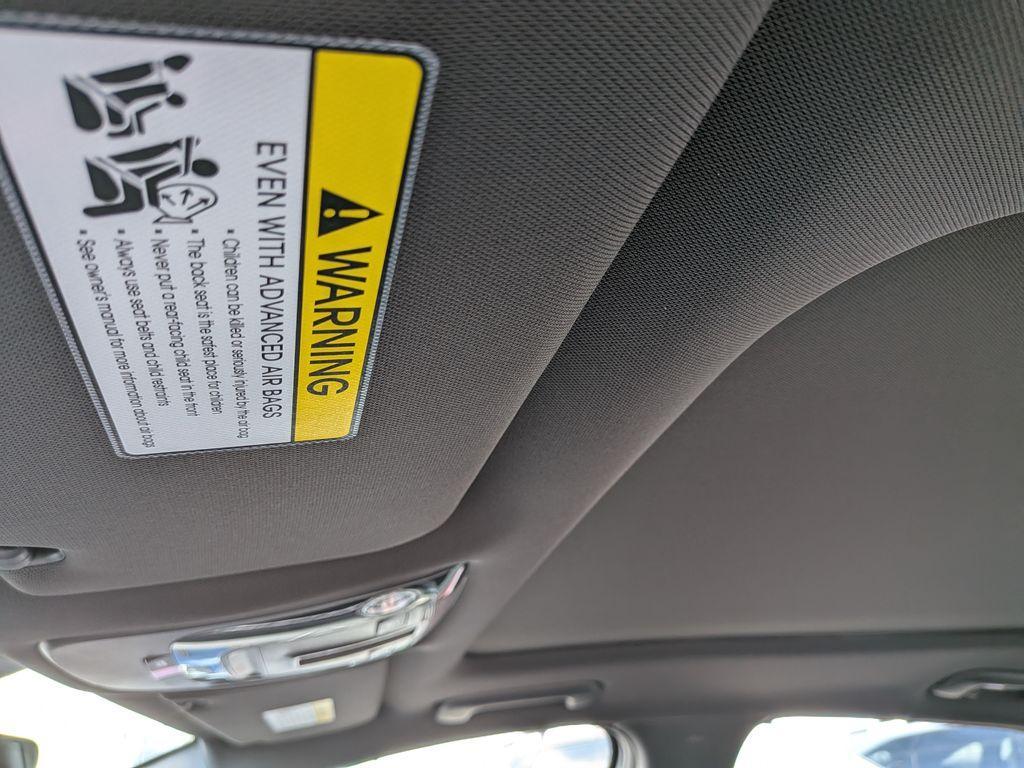 WARNING
EVEN WITH ADVANCED AIR BAGS
• Children can be killed or seriously injured by the air bag
• The back seat is the safest place for children
• Never put a rear-facing child seat in the front
• Always use seat belts and child restraints
• See owner's manual for more information about air bags